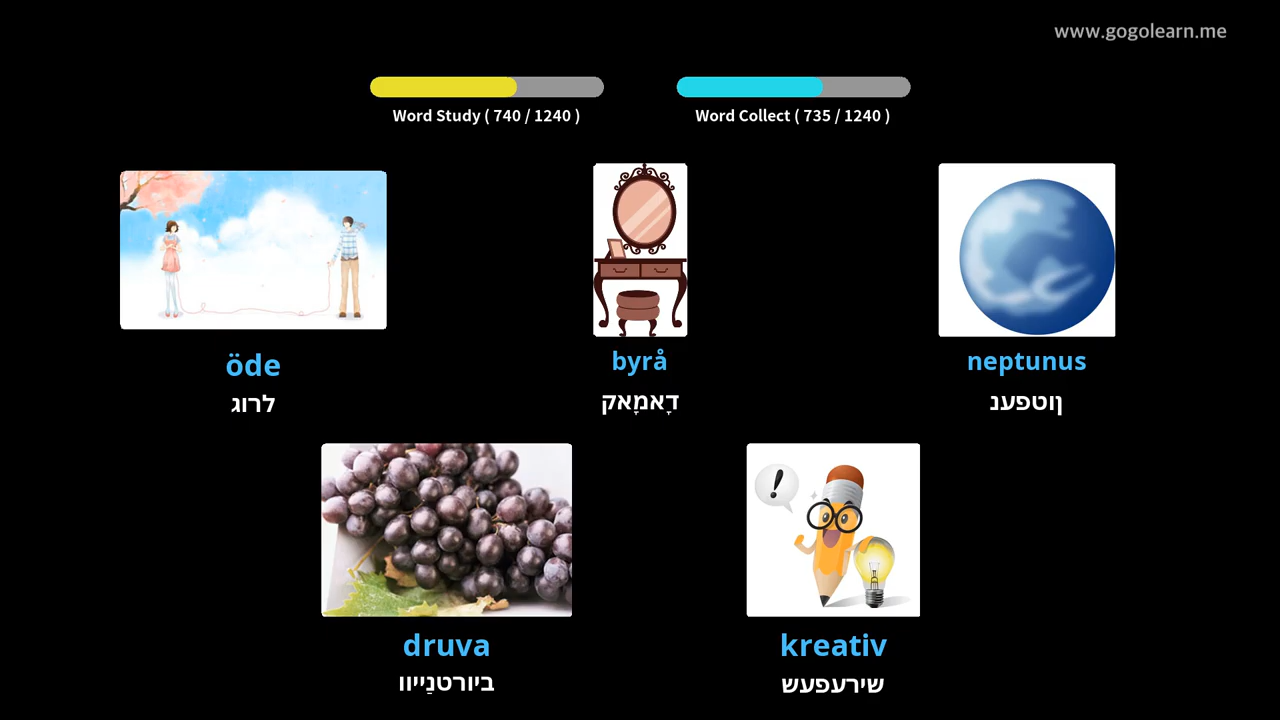 www.gogolearn.me
Word Study ( 740 / 1240 )
Word Collect ( 735 / 1240 )
öde
לרוג
byrå
דָאמָאק
neptunus
ןוטפענ
druva
ביורטנַייוו
kreativ
שירעפעש